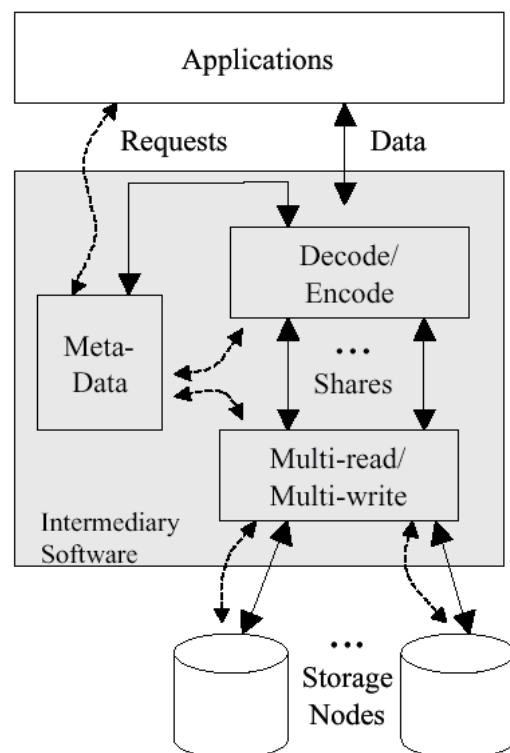 Applications
Requests
Data
Decode/
Encode
Meta-
Data
...
Shares
Multi-read/
Multi-write
Intermediary
Software
...
Storage
Nodes